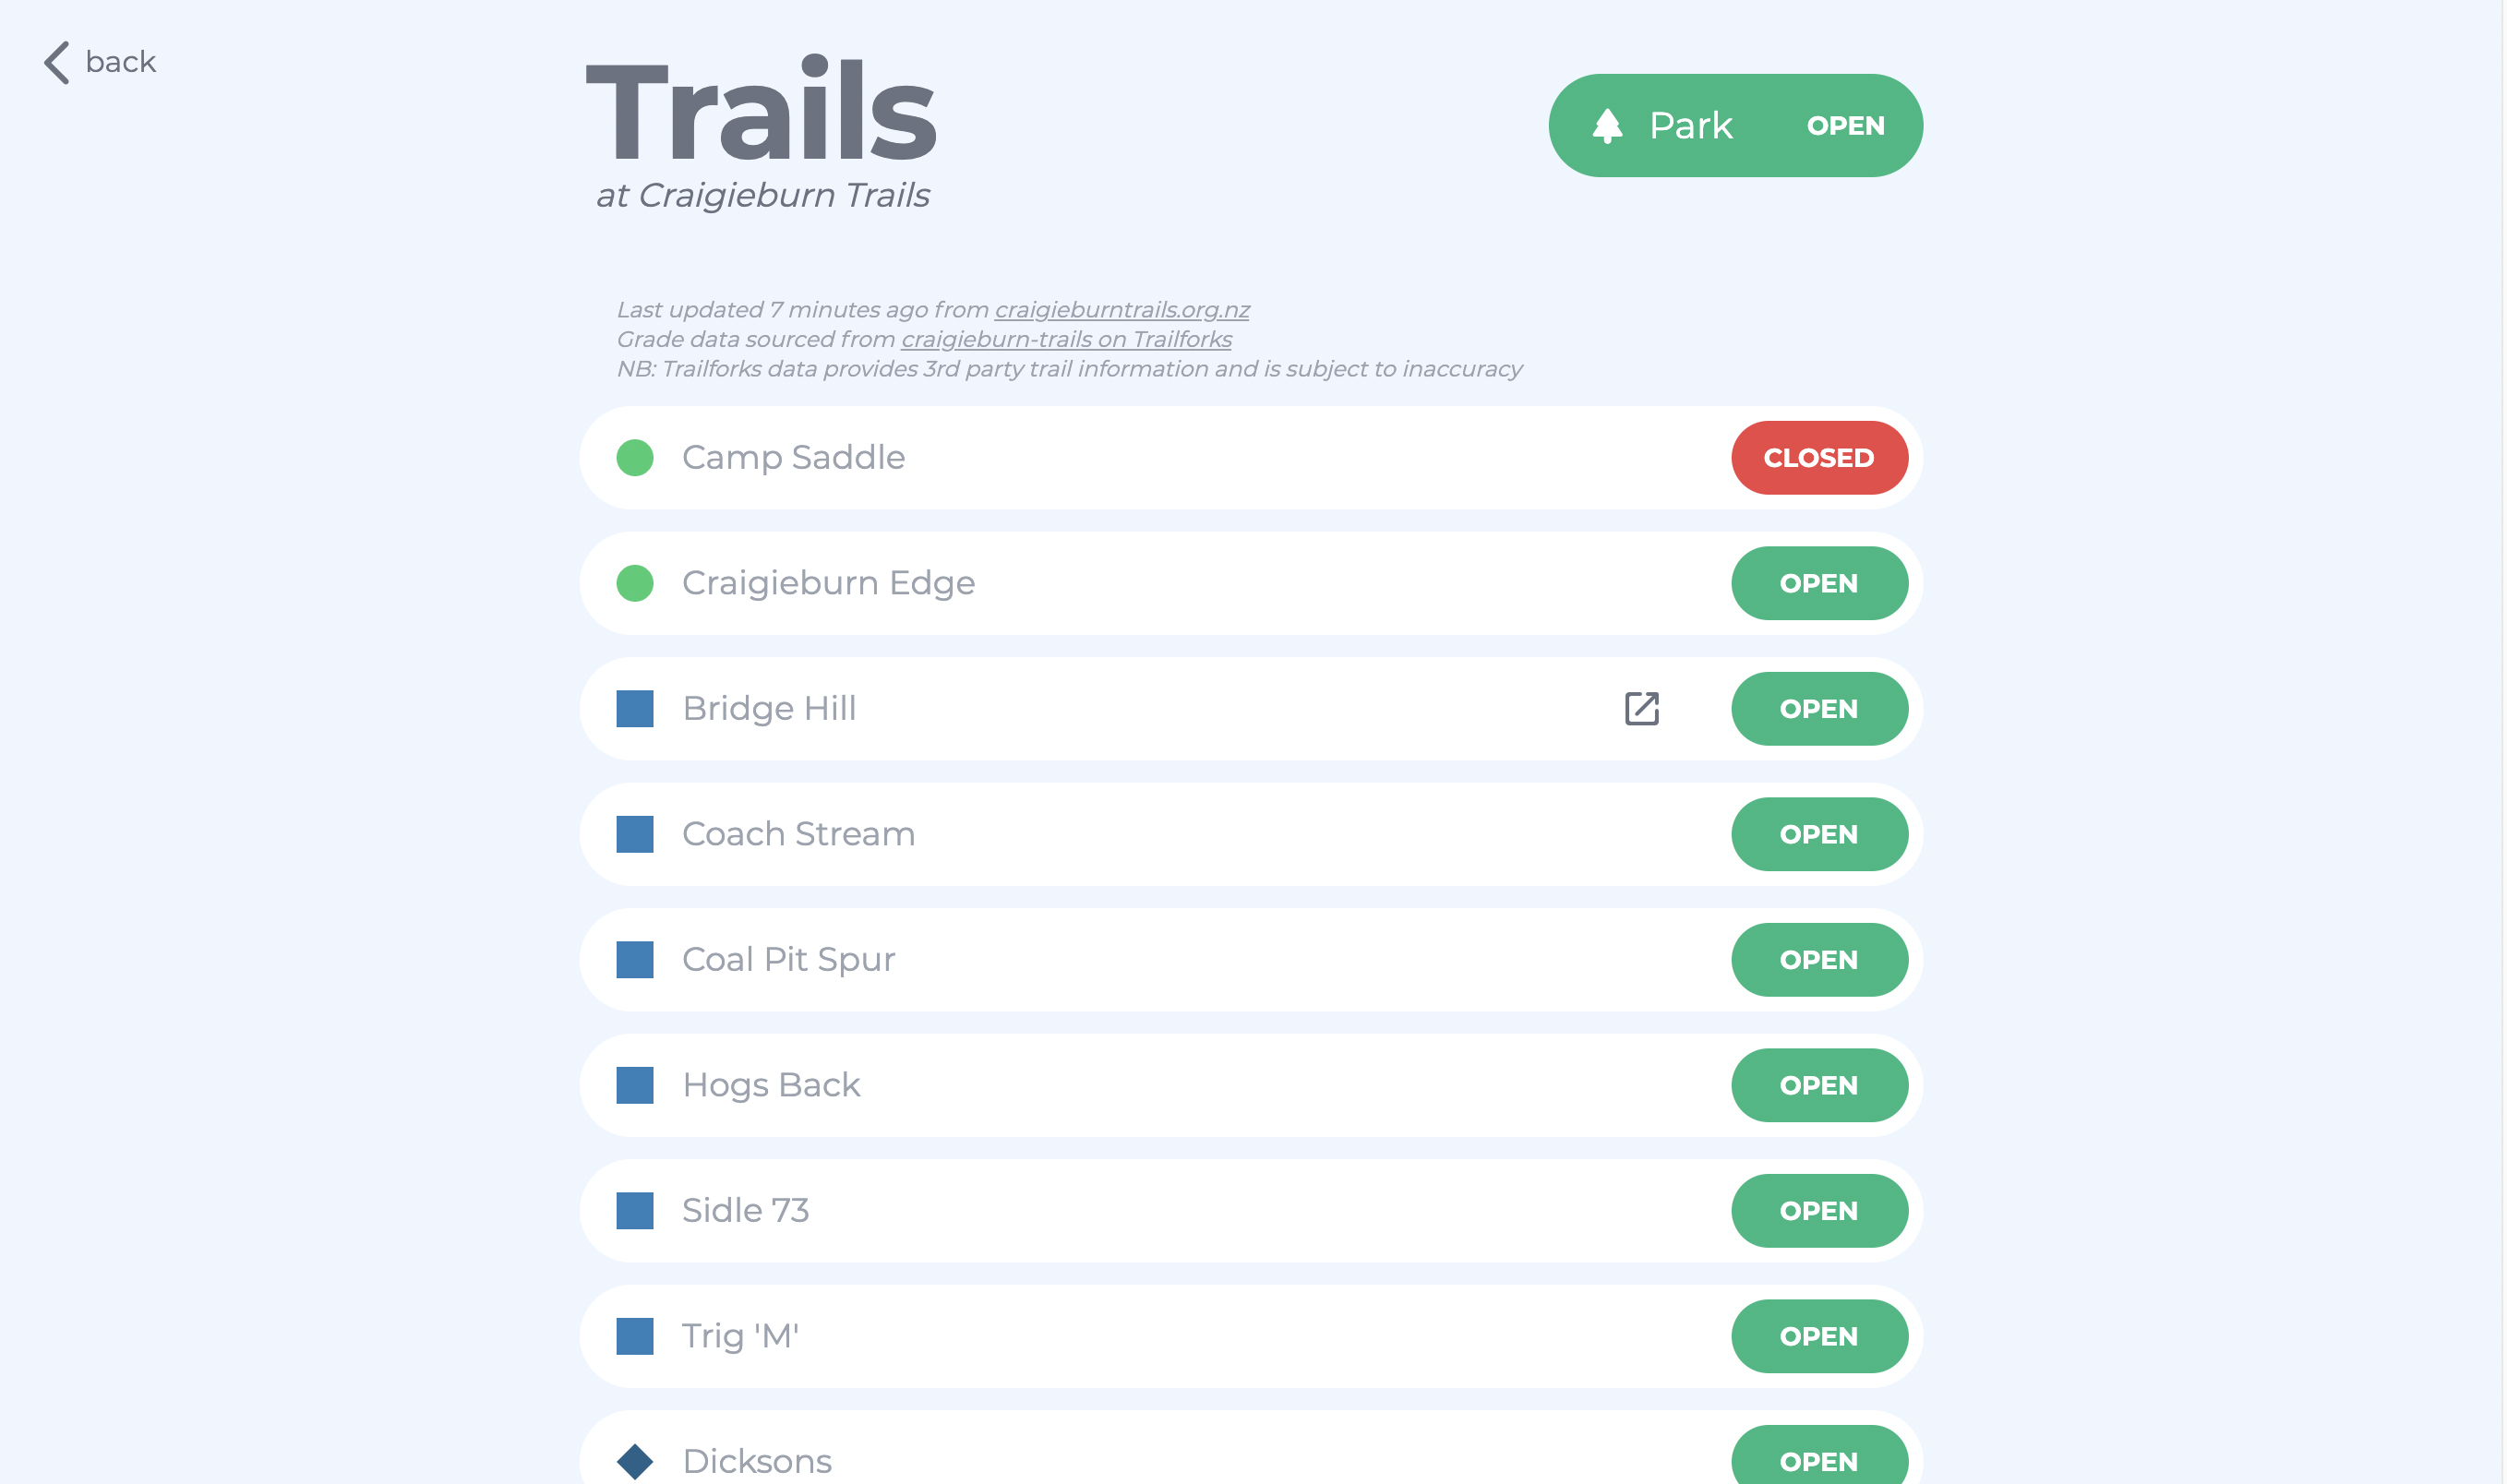 back
Trails
at Craigieburn Trails
Park OPEN
Last updated 7 minutes ago from craigieburntrails.org.nz
Grade data sourced from craigieburn-trails on Trailforks
NB: Trailforks data provides 3rd party trail information and is subject to inaccuracy
Camp Saddle CLOSED
Craigieburn Edge OPEN
Bridge Hill OPEN
Coach Stream OPEN
Coal Pit Spur OPEN
Hogs Back OPEN
Sidle 73 OPEN
Trig 'M' OPEN
Dicksons OPEN